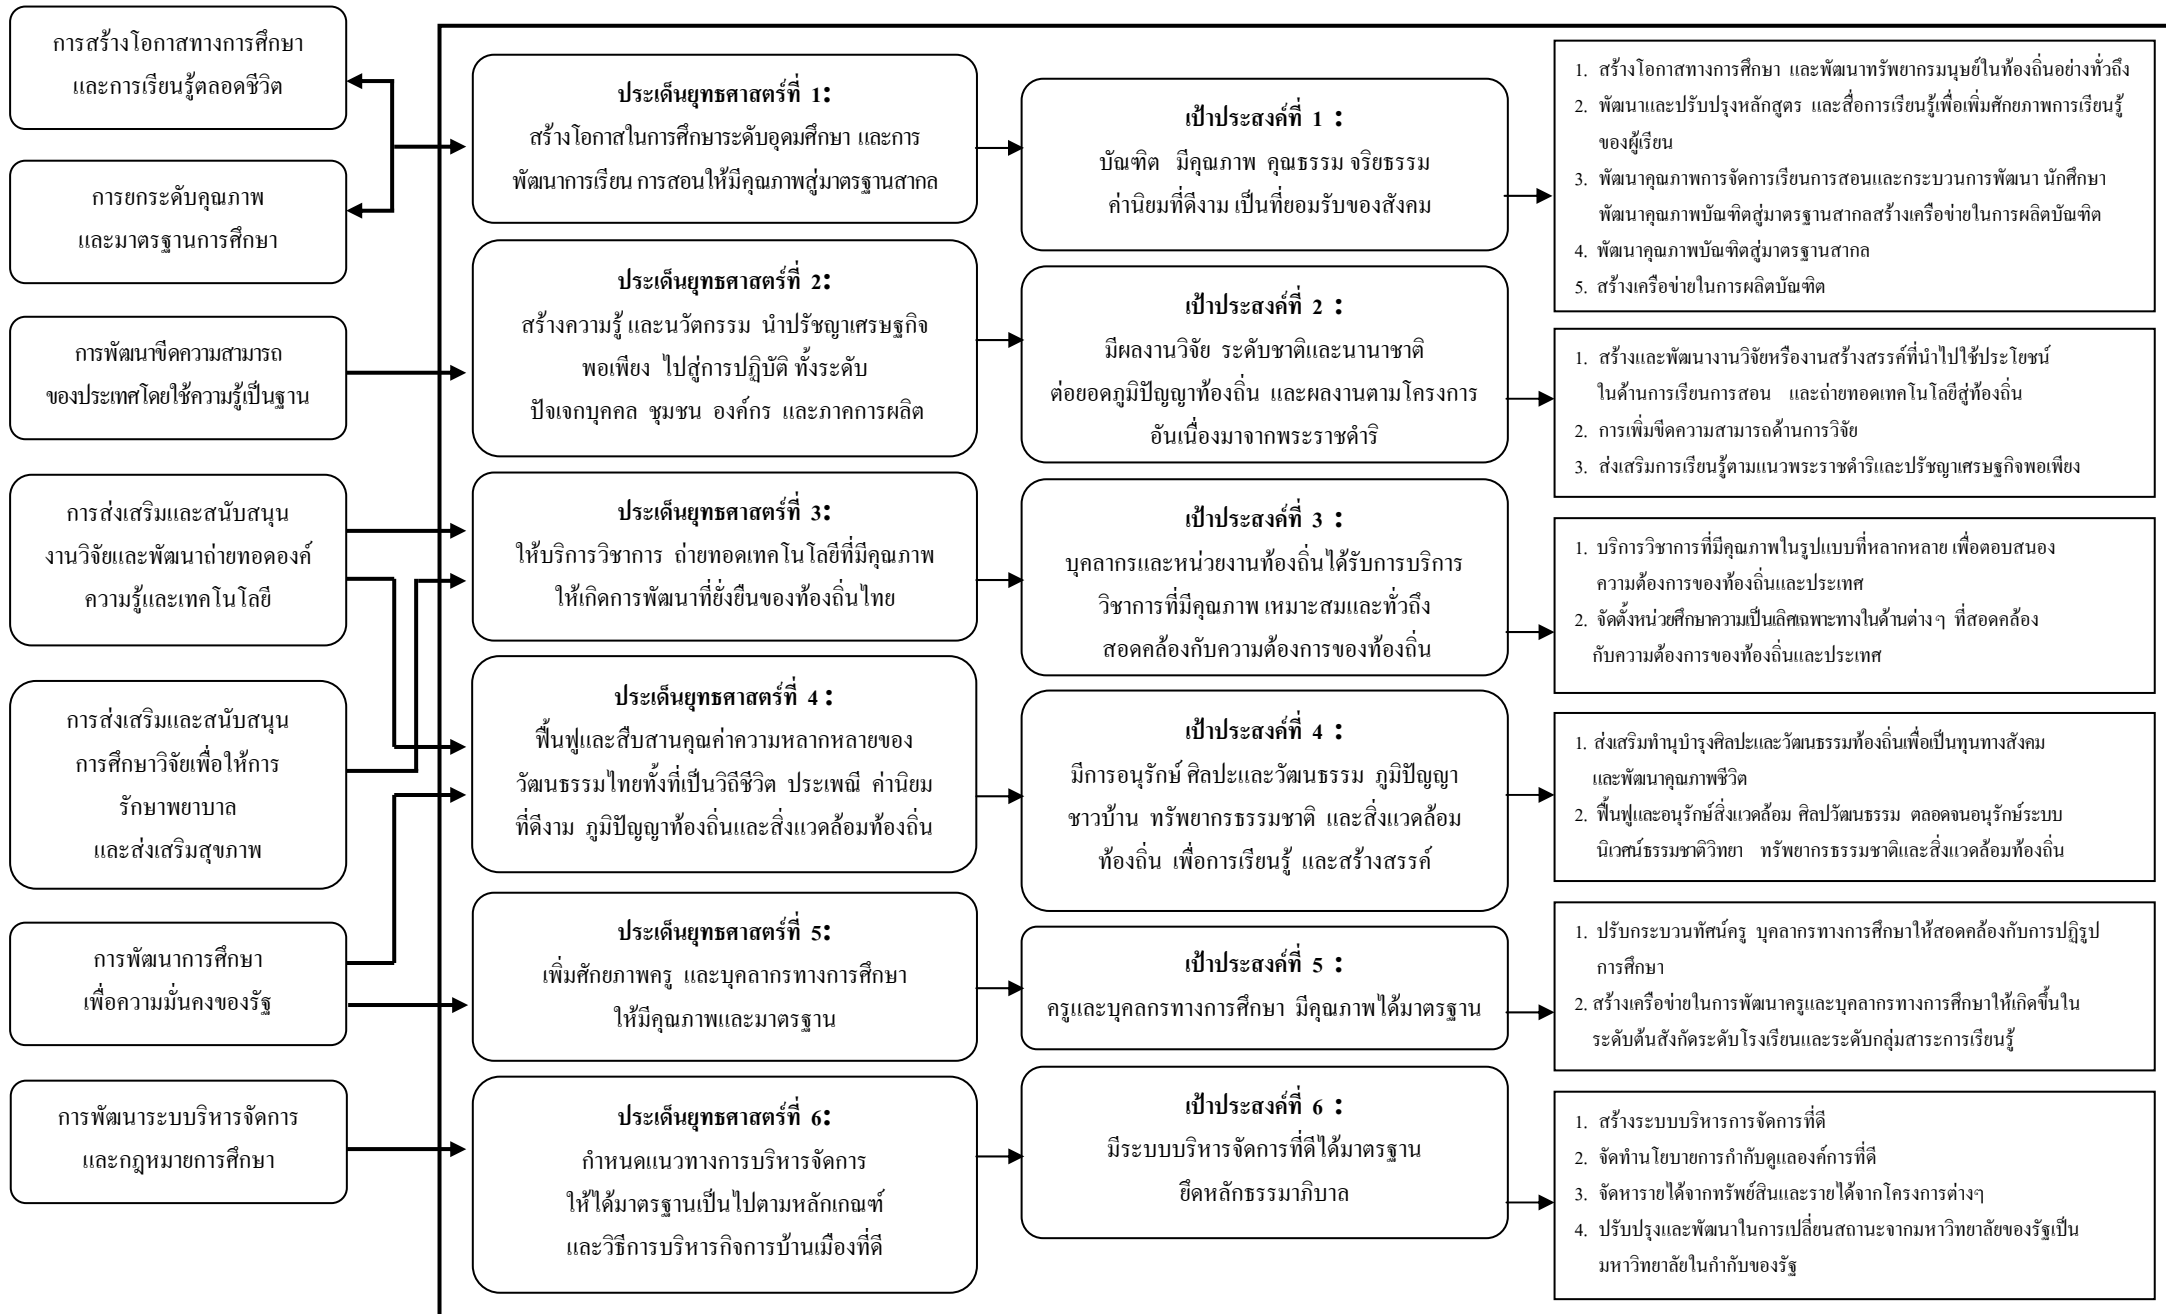 การสร้างโอกาสทางการศึกษา
และการเรียนรู้ตลอดชีวิต
การยกระดับคุณภาพ
และมาตรฐานการศึกษา
การพัฒนาขีดความสามารถ
ของประเทศโดยใช้ความรู้เป็นฐาน
การส่งเสริมและสนับสนุน
งานวิจัยและพัฒนาถ่ายทอดองค์
ความรู้และเทคโนโลยี
การส่งเสริมและสนับสนุน
การศึกษาวิจัยเพื่อให้การ
รักษาพยาบาล
และส่งเสริมสุขภาพ
การพัฒนาการศึกษา
เพื่อความมั่นคงของรัฐ
การพัฒนาระบบบริหารจัดการ
และกฎหมายการศึกษา
ประเด็นยุทธศาสตร์ที่ 1:
สร้างโอกาสในการศึกษาระดับอุดมศึกษา และการ
พัฒนาการเรียน การสอนให้มีคุณภาพสู่มาตรฐานสากล
ประเด็นยุทธศาสตร์ที่ 2:
สร้างความรู้ และนวัตกรรม นำปรัชญาเศรษฐกิจ
พอเพียง ไปสู่การปฏิบัติ ทั้งระดับ
ปัจเจกบุคคล ชุมชน องค์กร และภาคการผลิต
ประเด็นยุทธศาสตร์ที่ 3:
ให้บริการวิชาการ ถ่ายทอดเทคโนโลยีที่มีคุณภาพ
ให้เกิดการพัฒนาที่ยั่งยืนของท้องถิ่นไทย
ประเด็นยุทธศาสตร์ที่ 4 :
ฟื้นฟูและสืบสานคุณค่าความหลากหลายของ
วัฒนธรรมไทยทั้งที่เป็นวิถีชีวิต ประเพณี ค่านิยม
ที่ดีงาม ภูมิปัญญาท้องถิ่นและสิ่งแวดล้อมท้องถิ่น
ประเด็นยุทธศาสตร์ที่ 5:
เพิ่มศักยภาพครู และบุคลากรทางการศึกษา
ให้มีคุณภาพและมาตรฐาน
ประเด็นยุทธศาสตร์ที่ 6:
กำหนดแนวทางการบริหารจัดการ
ให้ได้มาตรฐานเป็นไปตามหลักเกณฑ์
และวิธีการบริหารกิจการบ้านเมืองที่ดี
เป้าประสงค์ที่ 1 :
บัณฑิต มีคุณภาพ คุณธรรม จริยธรรม
ค่านิยมที่ดีงาม เป็นที่ยอมรับของสังคม
เป้าประสงค์ที่ 2 :
มีผลงานวิจัย ระดับชาติและนานาชาติ
ต่อยอดภูมิปัญญาท้องถิ่น และผลงานตามโครงการ
อันเนื่องมาจากพระราชดำริ
เป้าประสงค์ที่ 3 :
บุคลากรและหน่วยงานท้องถิ่นได้รับการบริการ
วิชาการที่มีคุณภาพ เหมาะสมและทั่วถึง
สอดคล้องกับความต้องการของท้องถิ่น
เป้าประสงค์ที่ 4 :
มีการอนุรักษ์ ศิลปะและวัฒนธรรม ภูมิปัญญา
ชาวบ้าน ทรัพยากรธรรมชาติ และสิ่งแวดล้อม
ท้องถิ่น เพื่อการเรียนรู้ และสร้างสรรค์
เป้าประสงค์ที่ 5 :
ครูและบุคลกรทางการศึกษา มีคุณภาพได้มาตรฐาน
เป้าประสงค์ที่ 6 :
มีระบบบริหารจัดการที่ดีได้มาตรฐาน
ยึดหลักธรรมาภิบาล
1. สร้างโอกาสทางการศึกษา และพัฒนาทรัพยากรมนุษย์ในท้องถิ่นอย่างทั่วถึง
2. พัฒนาและปรับปรุงหลักสูตร และสื่อการเรียนรู้เพื่อเพิ่มศักยภาพการเรียนรู้
ของผู้เรียน
3. พัฒนาคุณภาพการจัดการเรียนการสอนและกระบวนการพัฒนา นักศึกษา
พัฒนาคุณภาพบัณฑิตสู่มาตรฐานสากลสร้างเครือข่ายในการผลิตบัณฑิต
4. พัฒนาคุณภาพบัณฑิตสู่มาตรฐานสากล
5. สร้างเครือข่ายในการผลิตบัณฑิต
1. สร้างและพัฒนางานวิจัยหรืองานสร้างสรรค์ที่นำไปใช้ประโยชน์
ในด้านการเรียนการสอน และถ่ายทอดเทคโนโลยีสู่ท้องถิ่น
2. การเพิ่มขีดความสามารถด้านการวิจัย
3. ส่งเสริมการเรียนรู้ตามแนวพระราชดำริและปรัชญาเศรษฐกิจพอเพียง
1. บริการวิชาการที่มีคุณภาพในรูปแบบที่หลากหลาย เพื่อตอบสนอง
ความต้องการของท้องถิ่นและประเทศ
2. จัดตั้งหน่วยศึกษาความเป็นเลิศเฉพาะทางในด้านต่าง ๆ ที่สอดคล้อง
กับความต้องการของท้องถิ่นและประเทศ
1. ส่งเสริมทำนุบำรุงศิลปะและวัฒนธรรมท้องถิ่นเพื่อเป็นทุนทางสังคม
และพัฒนาคุณภาพชีวิต
2. ฟื้นฟูและอนุรักษ์สิ่งแวดล้อม ศิลปวัฒนธรรม ตลอดจนอนุรักษ์ระบบ
นิเวศน์ธรรมชาติวิทยา ทรัพยากรธรรมชาติและสิ่งแวดล้อมท้องถิ่น
1. ปรับกระบวนทัศน์ครู บุคลากรทางการศึกษาให้สอดคล้องกับการปฏิรูป
การศึกษา
2. สร้างเครือข่ายในการพัฒนาครูและบุคลากรทางการศึกษาให้เกิดขึ้นใน
ระดับต้นสังกัดระดับโรงเรียนและระดับกลุ่มสาระการเรียนรู้
1. สร้างระบบบริหารการจัดการที่ดี
2. จัดทำนโยบายการกำกับดูแลองค์การที่ดี
3. จัดหารายได้จากทรัพย์สินและรายได้จากโครงการต่างๆ
4. ปรับปรุงและพัฒนาในการเปลี่ยนสถานะจากมหาวิทยาลัยของรัฐเป็น
มหาวิทยาลัยในกำกับของรัฐ